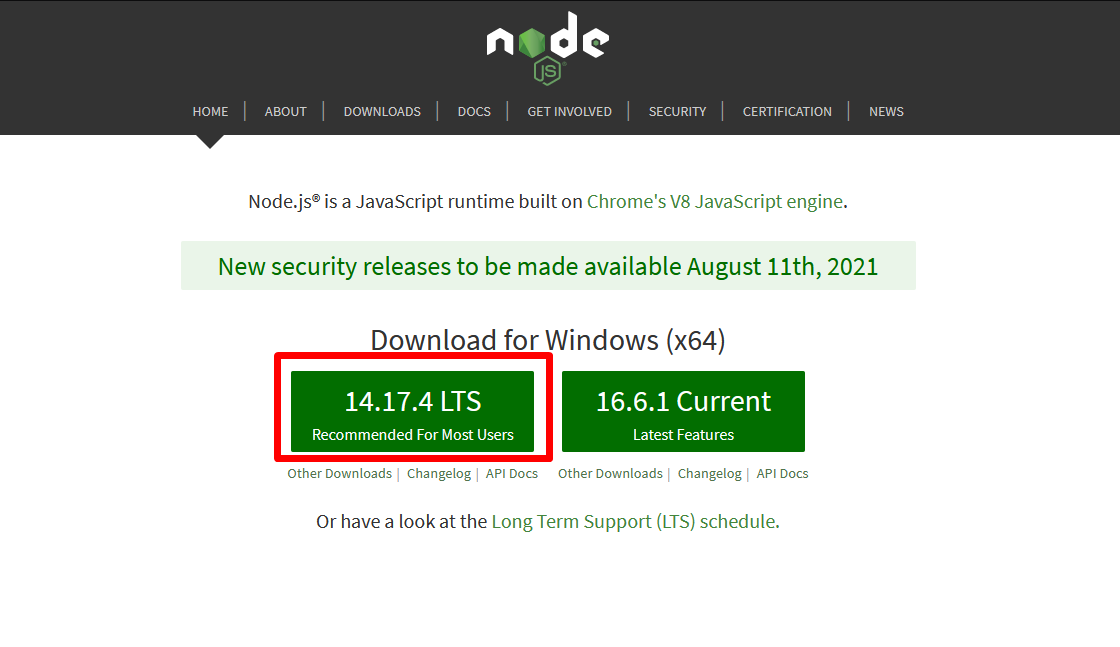 node
JS
HOME | ABOUT | DOWNLOADS | DOCS | GET INVOLVED | SECURITY | CERTIFICATION | NEWS
Node.js® is a JavaScript runtime built on Chrome's V8 JavaScript engine.
New security releases to be made available August 11th, 2021
Download for Windows (x64)
14.17.4 LTS 16.6.1 Current
Recommended For Most Users Latest Features
Other Downloads | Changelog | API Docs Other Downloads | Changelog | API Docs
Or have a look at the Long Term Support (LTS) schedule.